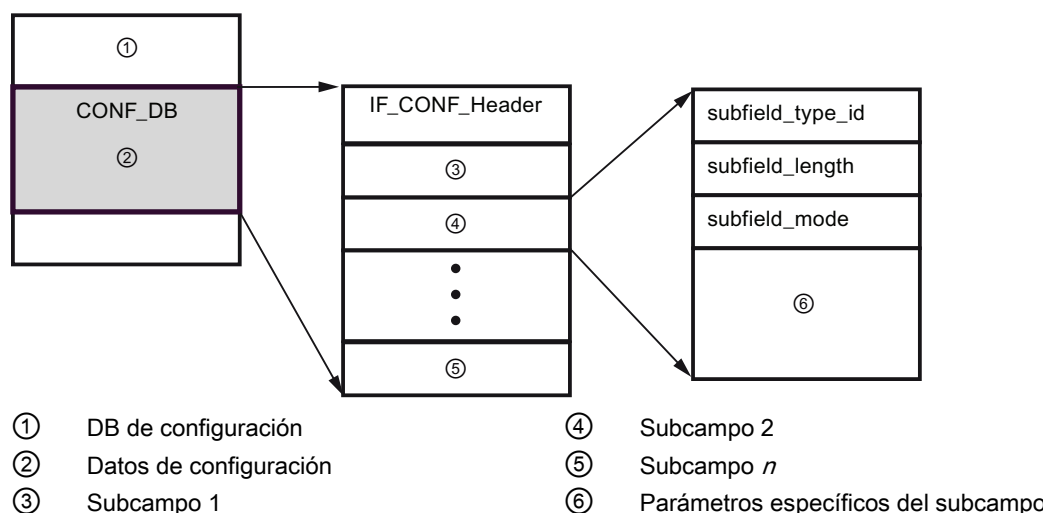 ①
CONF_DB
②
IF_CONF_Header
③
④
⑤
subfield_type_id
subfield_length
subfield_mode
⑥
① DB de configuración
② Datos de configuración
③ Subcampo 1
④ Subcampo 2
⑤ Subcampo n
⑥ Parámetros específicos del subcampo